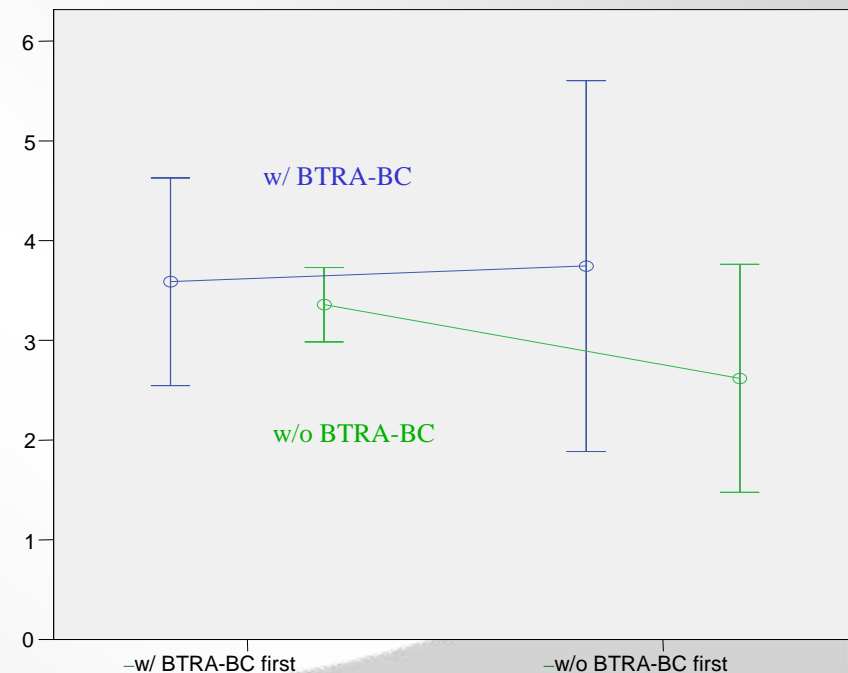 6
5
w/ BTRA-BC
4
3
w/o BTRA-BC
2
1
0
–w/ BTRA-BC first
–w/o BTRA-BC first